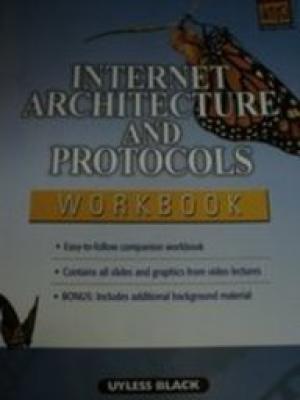 INTERNET
ARCHITECTURE
AND
PROTOCOLS
WORKBOOK
• Easy-to-follow companion workbook
• Contains all slides and graphics from video lectures
• BONUS: Includes additional background material
UYLESS BLACK